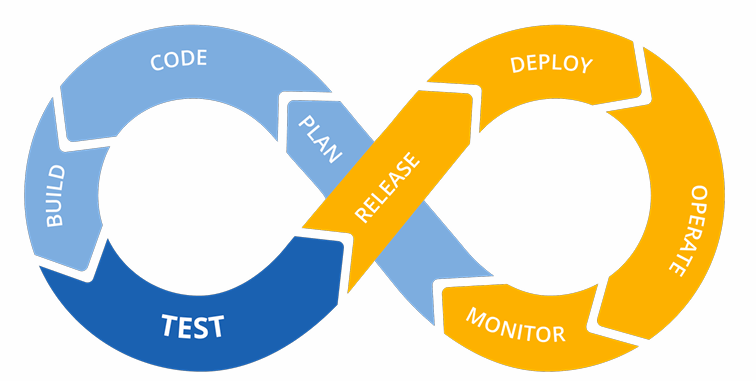 CODE
DEPLOY
PLAN
BUILD
RELEASE
OPERATE
TEST
MONITOR